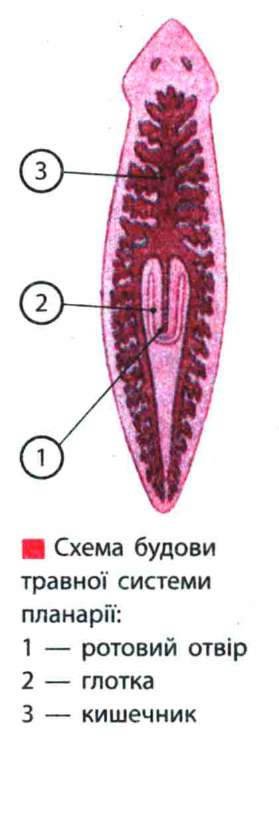 3
2
1
Схема будови
травної системи
планарії:
1 — ротовий отвір
2 — глотка
3 — кишечник